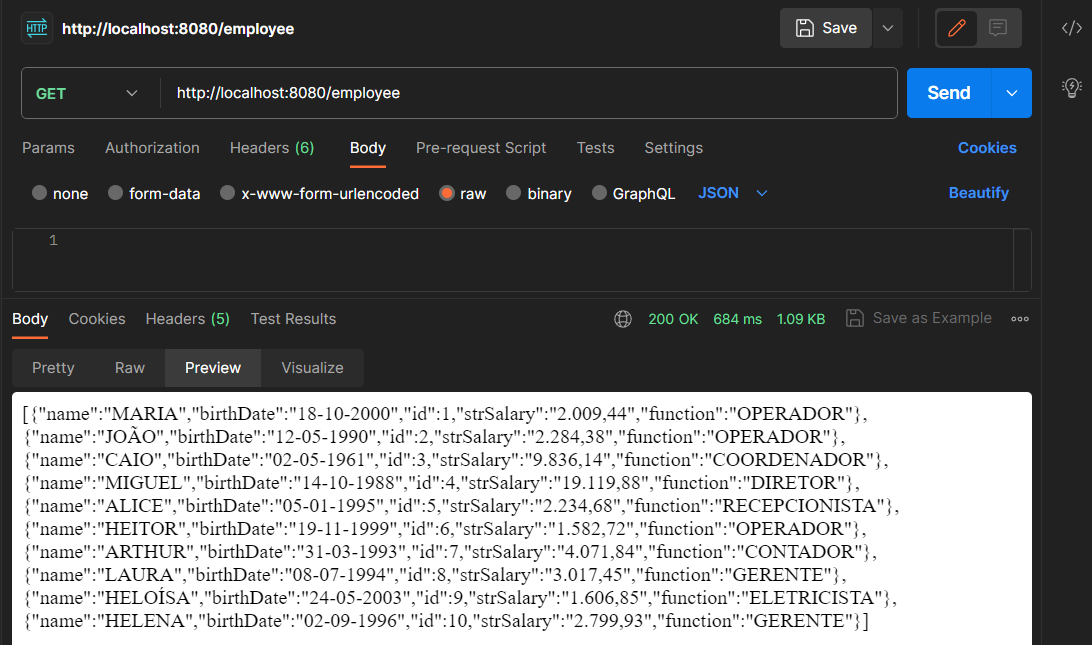 HTTP http://localhost:8080/employee Save
GET http://localhost:8080/employee Send
Params Authorization Headers (6) Body Pre-request Script Tests Settings Cookies
none form-data x-www-form-urlencoded raw binary GraphQL JSON Beautify
1
Body Cookies Headers (5) Test Results 200 OK 684 ms 1.09 KB Save as Example
Pretty Raw Preview Visualize
[{"name":"MARIA","birthDate":"18-10-2000","id":1,"strSalary":"2.009,44","function":"OPERADOR"},
{"name":"JOÃO","birthDate":"12-05-1990","id":2,"strSalary":"2.284,38","function":"OPERADOR"},
{"name":"CAIO","birthDate":"02-05-1961","id":3,"strSalary":"9.836,14","function":"COORDENADOR"},
{"name":"MIGUEL","birthDate":"14-10-1988","id":4,"strSalary":"19.119,88","function":"DIRETOR"},
{"name":"ALICE","birthDate":"05-01-1995","id":5,"strSalary":"2.234,68","function":"RECEPCIONISTA"},
{"name":"HEITOR","birthDate":"19-11-1999","id":6,"strSalary":"1.582,72","function":"OPERADOR"},
{"name":"ARTHUR","birthDate":"31-03-1993","id":7,"strSalary":"4.071,84","function":"CONTADOR"},
{"name":"LAURA","birthDate":"08-07-1994","id":8,"strSalary":"3.017,45","function":"GERENTE"},
{"name":"HELOÍSA","birthDate":"24-05-2003","id":9,"strSalary":"1.606,85","function":"ELETRICISTA"},
{"name":"HELENA","birthDate":"02-09-1996","id":10,"strSalary":"2.799,93","function":"GERENTE"}]